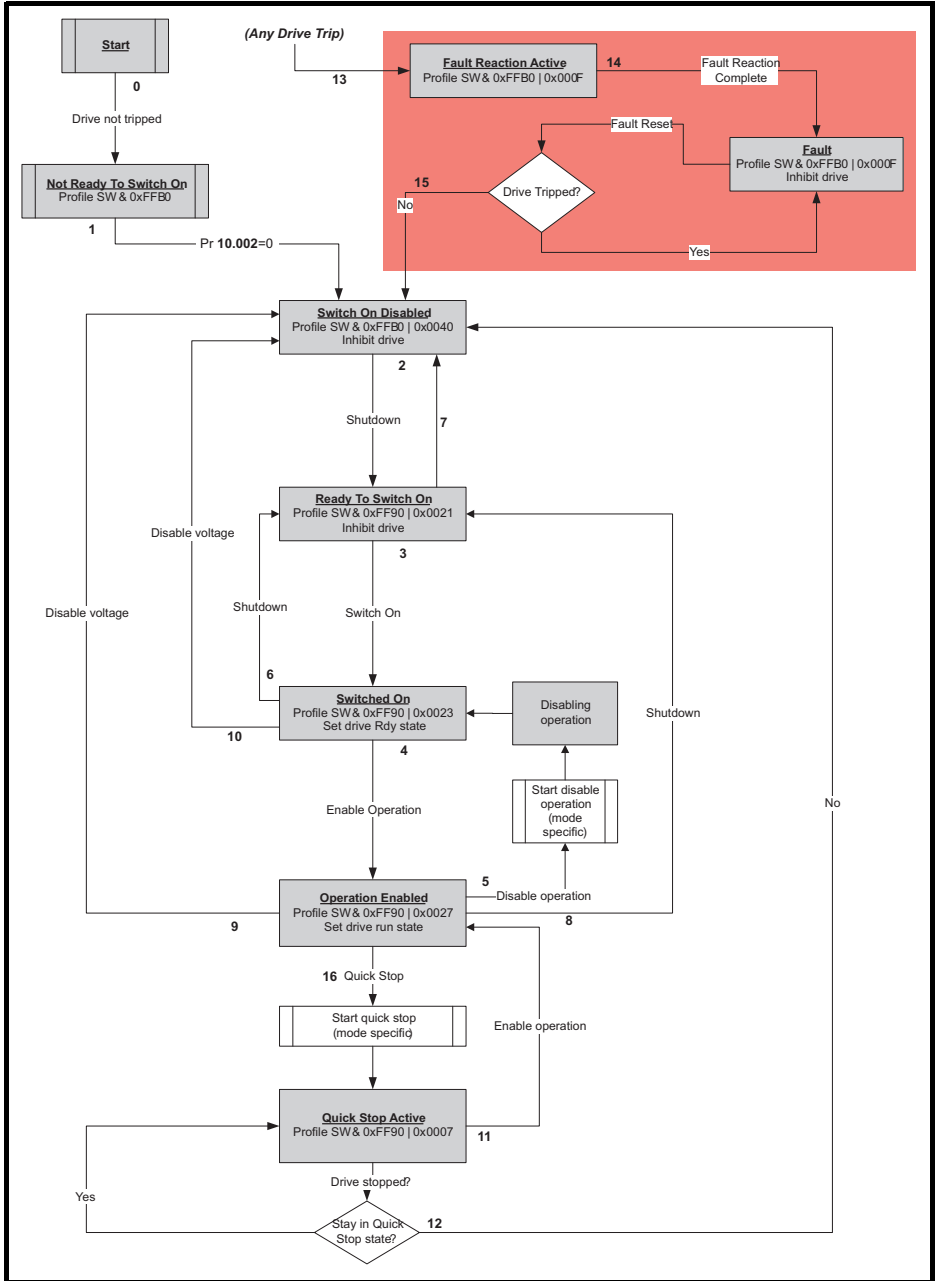 Start
0
Drive not tripped
Not Ready To Switch On
Profile SW & 0xFFB0
1
Pr 10.002=0
(Any Drive Trip)
13
Fault Reaction Active
Profile SW & 0xFFB0 | 0x000F
14
Fault Reaction
Complete
Fault Reset
Fault
Profile SW & 0xFFB0 | 0x000F
Inhibit drive
Drive Tripped?
15
No
Yes
Switch On Disabled
Profile SW & 0xFFB0 | 0x0040
Inhibit drive
2
Shutdown
7
Ready To Switch On
Profile SW & 0xFF90 | 0x0021
Inhibit drive
3
Disable voltage
Disable voltage
Shutdown
Switch On
6
Switched On
Profile SW & 0xFF90 | 0x0023
Set drive Rdy state
10
4
Disabling
operation
Shutdown
Start disable
operation
(mode
specific)
No
Enable Operation
5
Disable operation
Operation Enabled
Profile SW & 0xFF90 | 0x0027
Set drive run state
9
8
16 Quick Stop
Start quick stop
(mode specific)
Enable operation
Quick Stop Active
Profile SW & 0xFF90 | 0x0007
11
Drive stopped?
Yes
Stay in Quick
Stop state?
12